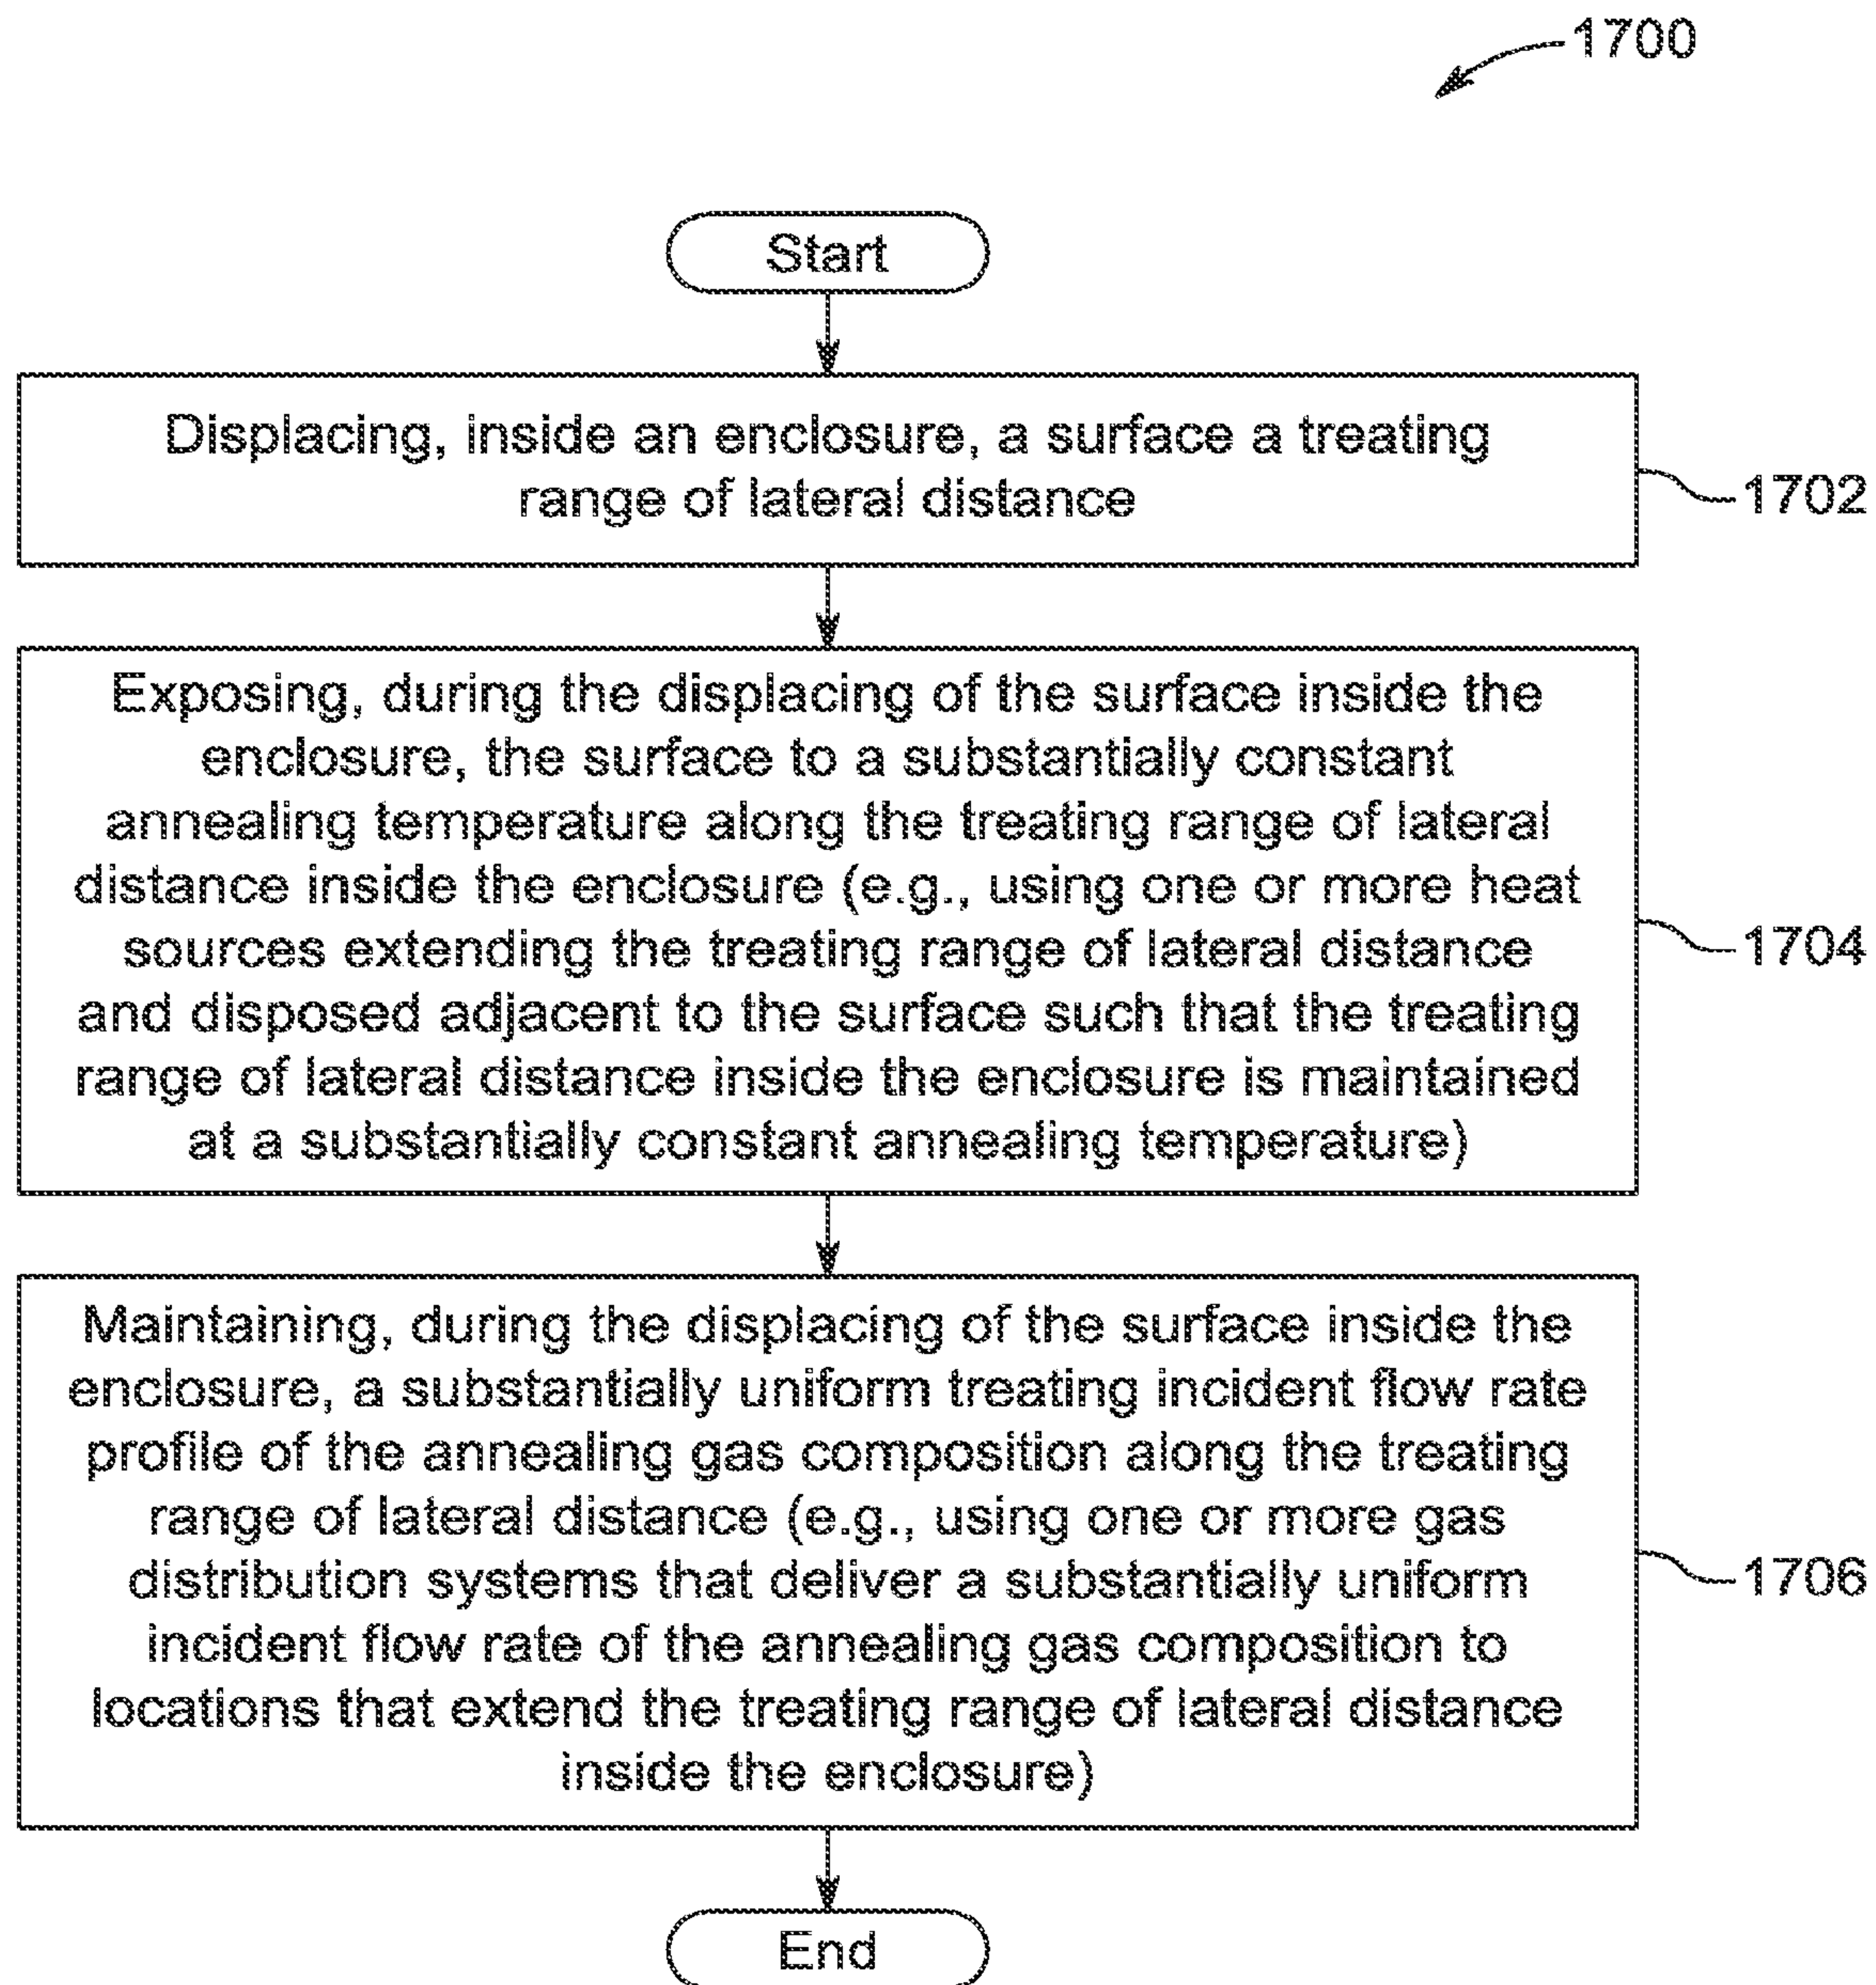 1700
Start
Displacing, inside an enclosure, a surface a treating
range of lateral distance
1702
Exposing, during the displacing of the surface inside the
enclosure, the surface to a substantially constant
annealing temperature along the treating range of lateral
distance inside the enclosure (e.g., using one or more heat
sources extending the treating range of lateral distance
and disposed adjacent to the surface such that the treating
range of lateral distance inside the enclosure is maintained
at a substantially constant annealing temperature)
1704
Maintaining, during the displacing of the surface inside the
enclosure, a substantially uniform treating incident flow rate
profile of the annealing gas composition along the treating
range of lateral distance (e.g., using one or more gas
distribution systems that deliver a substantially uniform
incident flow rate of the annealing gas composition to
locations that extend the treating range of lateral distance
inside the enclosure)
1706
End